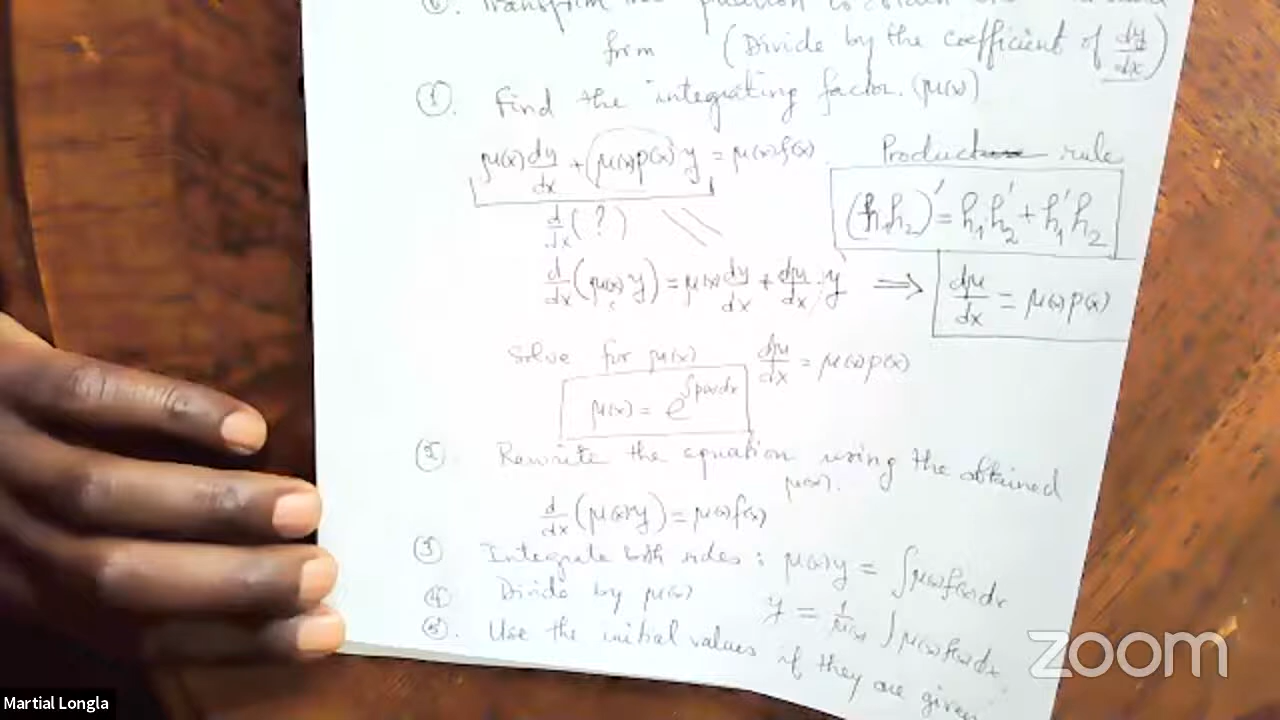 from (Divide by the coefficient of dy/dx)
①. Find the integrating factor. (μ(x))
μ(x) dy/dx + μ(x)p(x) y = μ(x)f(x) Product rule
d/dx ( ? ) (h₁h₂)' = h₁h₂' + h₁'h₂
d/dx (μ(x) y) = μ(x) dy/dx + dμ/dx · y ⟹ dμ/dx = μ(x)p(x)
Solve for μ(x) dμ/dx = μ(x)p(x)
μ(x) = e^∫p(x)dx
②. Rewrite the equation using the obtained
μ(x).
d/dx (μ(x)y) = μ(x)f(x)
③ Integrate both sides : μ(x)y = ∫μ(x)f(x)dx
④ Divide by μ(x) y = 1/μ(x) ∫μ(x)f(x)dx
⑤. Use the initial values if they are given
zoom
Martial Longla